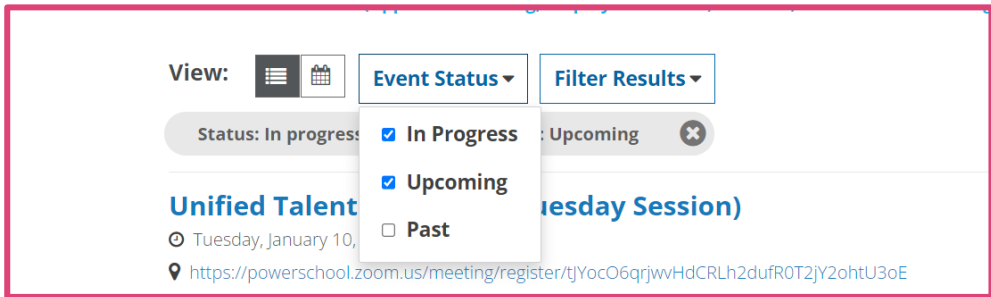 View: Event Status Filter Results
Status: In progress : Upcoming
In Progress
Upcoming
Past
Unified Talent uesday Session)
Tuesday, January 10,
https://powerschool.zoom.us/meeting/register/tJYocO6qrjwvHdCRLh2dufR0T2jY2ohtU3oE